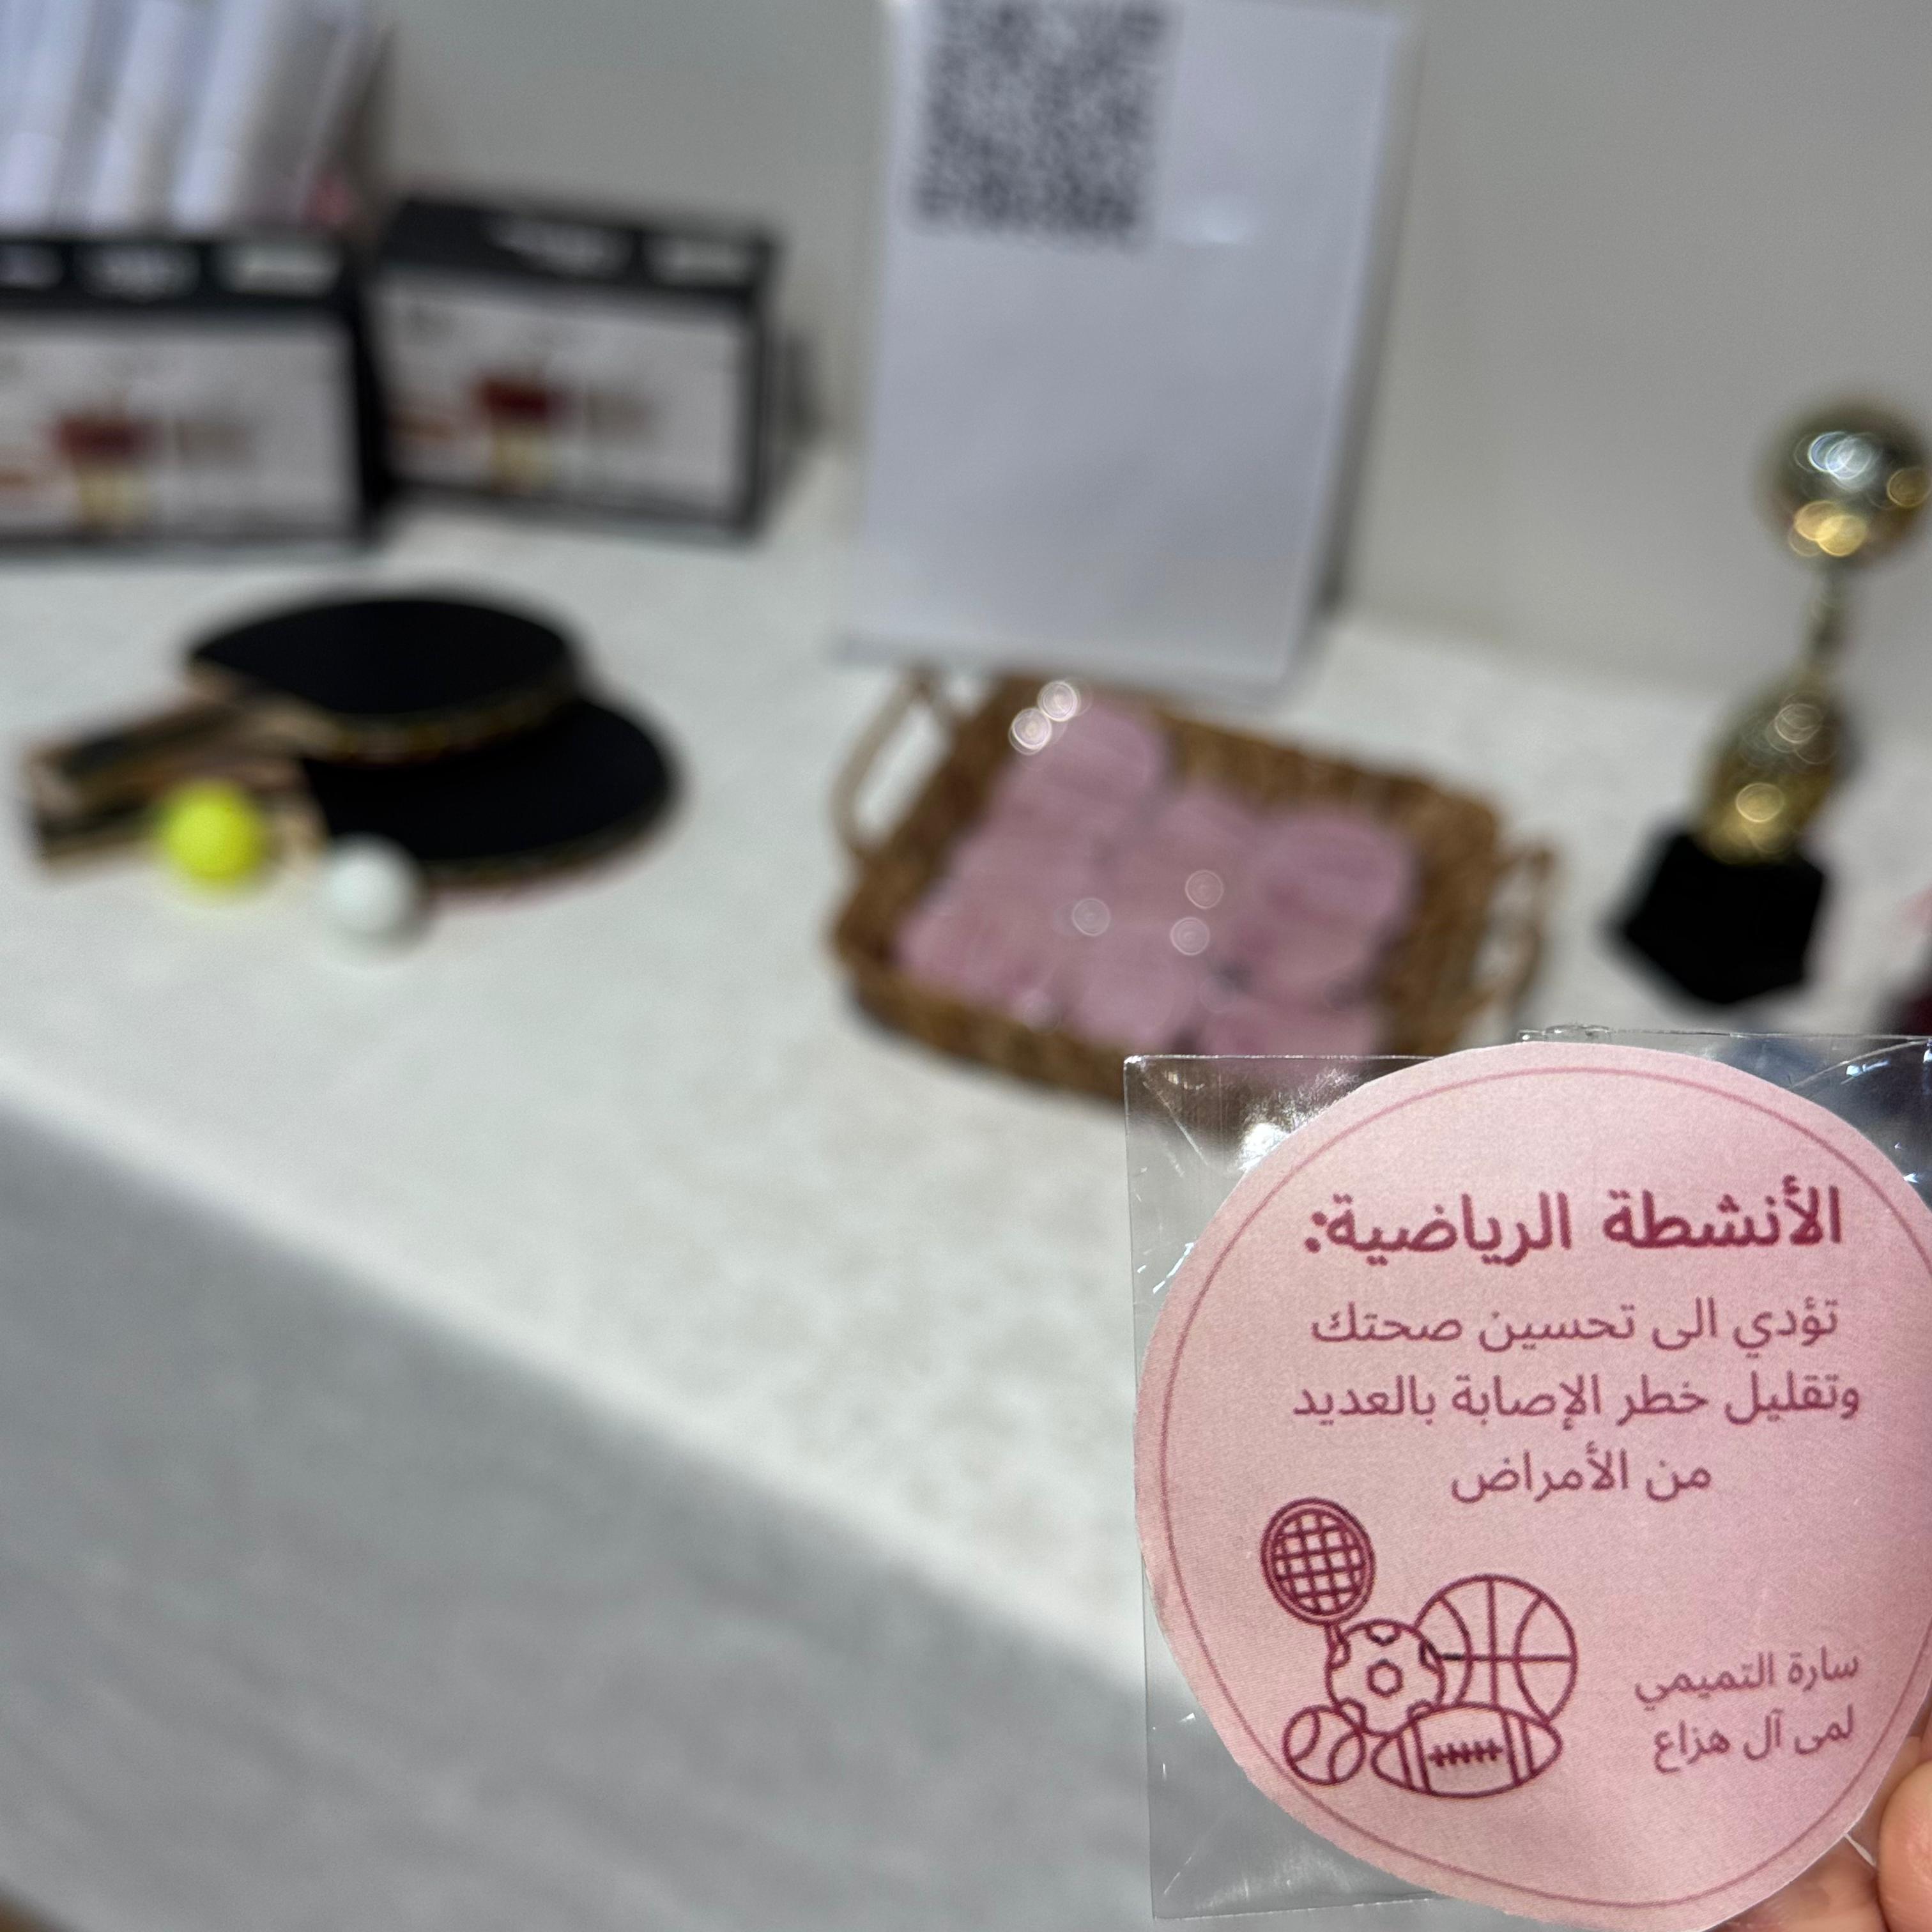 الأنشطة الرياضية:
تؤدي الى تحسين صحتك
وتقليل خطر الإصابة بالعديد
من الأمراض
سارة التميمي
لمى آل هزاع